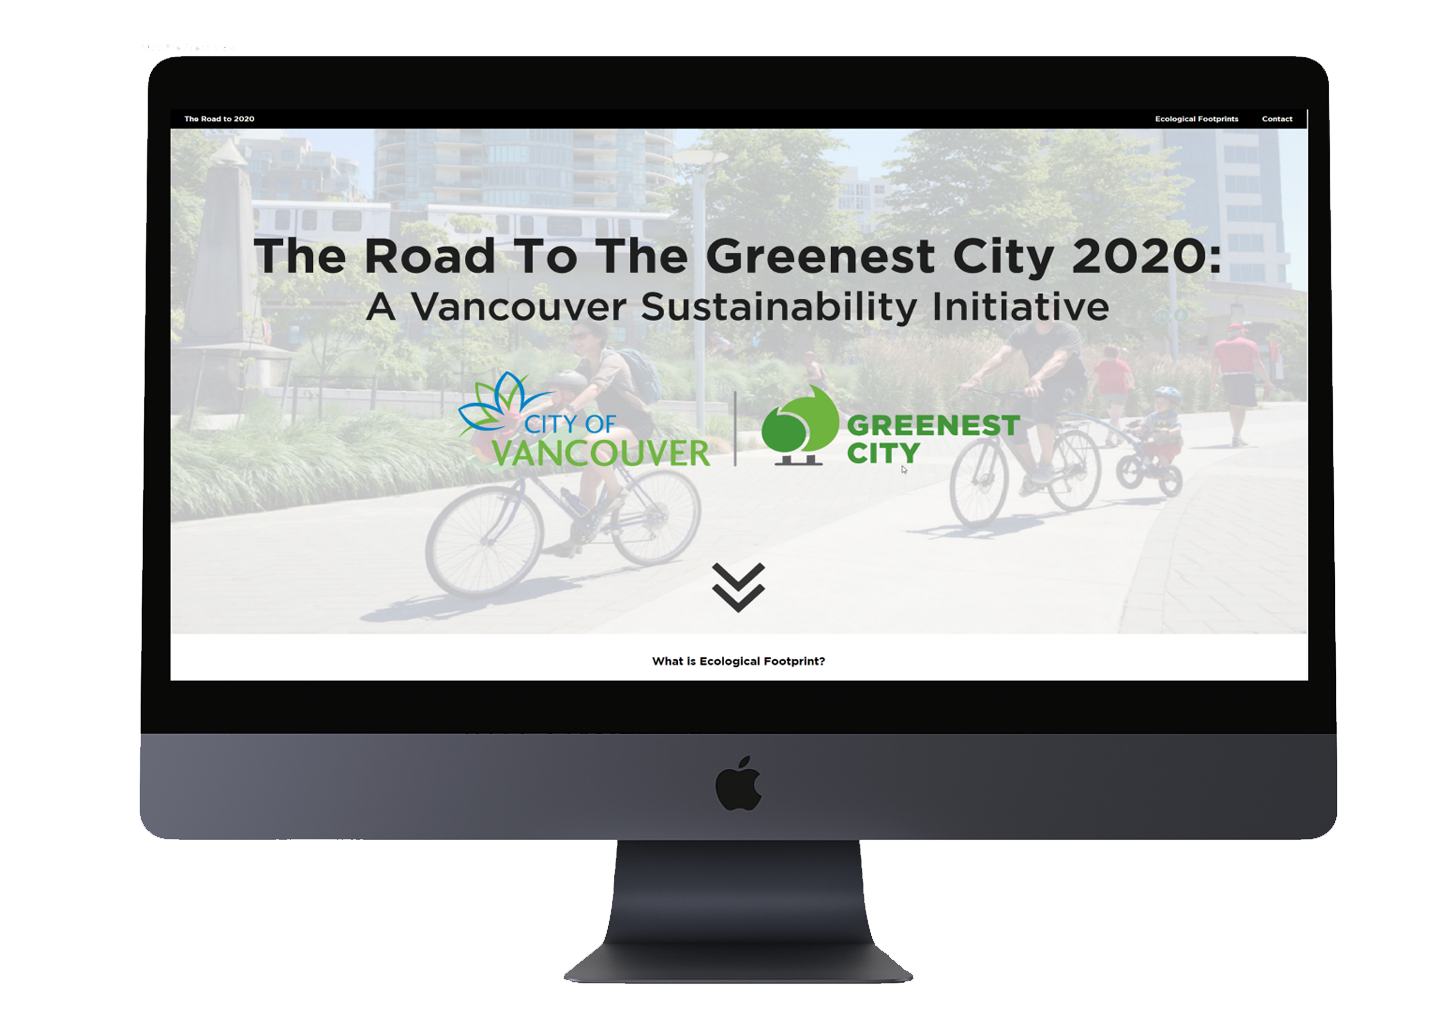 The Road to 2020
Ecological Footprints
Contact
The Road To The Greenest City 2020:
A Vancouver Sustainability Initiative
CITY OF
VANCOUVER
GREENEST
CITY
What is Ecological Footprint?